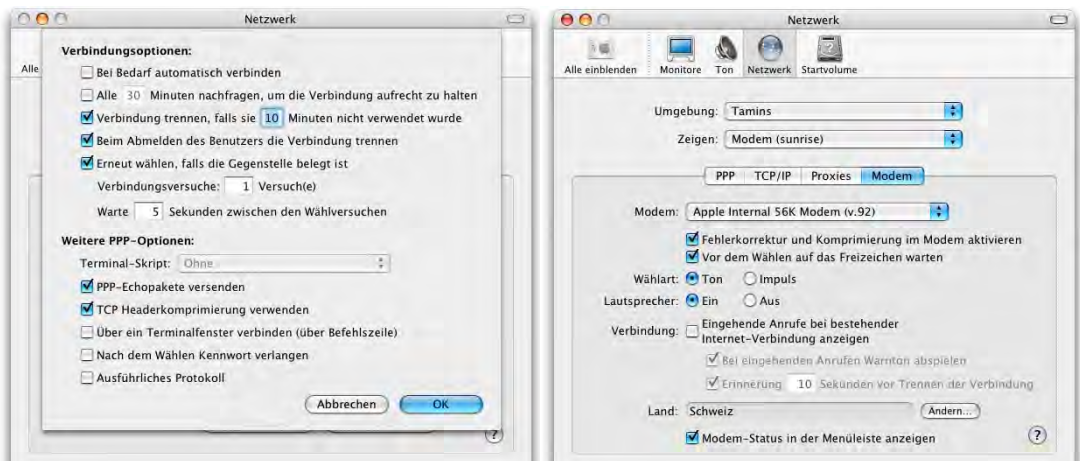 Netzwerk
Alle
Verbindungsoptionen:
Bei Bedarf automatisch verbinden
Alle 30 Minuten nachfragen, um die Verbindung aufrecht zu halten
Verbindung trennen, falls sie 10 Minuten nicht verwendet wurde
Beim Abmelden des Benutzers die Verbindung trennen
Erneut wählen, falls die Gegenstelle belegt ist
Verbindungsversuche: 1 Versuch(e)
Warte 5 Sekunden zwischen den Wählversuchen
Weitere PPP-Optionen:
Terminal-Skript: Ohne
PPP-Echopakete versenden
TCP Headerkomprimierung verwenden
Über ein Terminalfenster verbinden (über Befehlszeile)
Nach dem Wählen Kennwort verlangen
Ausführliches Protokoll
Abbrechen OK
?
Netzwerk
Alle einblenden Monitore Ton Netzwerk Startvolume
Umgebung: Tamins
Zeigen: Modem (sunrise)
PPP TCP/IP Proxies Modem
Modem: Apple Internal 56K Modem (v.92)
Fehlerkorrektur und Komprimierung im Modem aktivieren
Vor dem Wählen auf das Freizeichen warten
Wählart: Ton Impuls
Lautsprecher: Ein Aus
Verbindung: Eingehende Anrufe bei bestehender
Internet-Verbindung anzeigen
Bei eingehenden Anrufen Warnton abspielen
Erinnerung 10 Sekunden vor Trennen der Verbindung
Land: Schweiz Ändern...
Modem-Status in der Menüleiste anzeigen
?